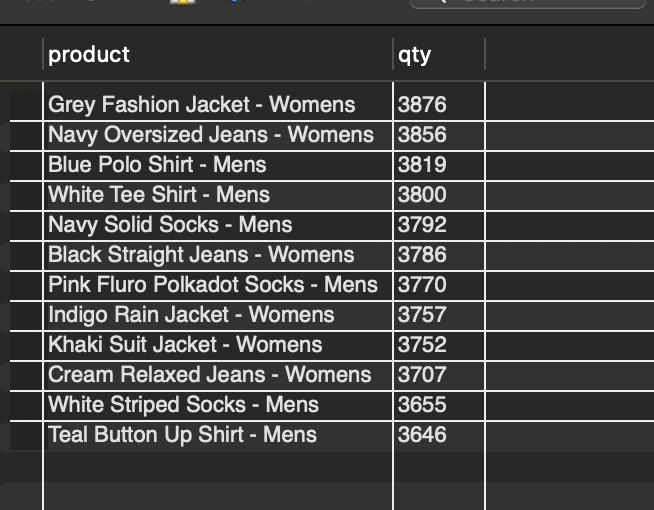 product qty
Grey Fashion Jacket - Womens 3876
Navy Oversized Jeans - Womens 3856
Blue Polo Shirt - Mens 3819
White Tee Shirt - Mens 3800
Navy Solid Socks - Mens 3792
Black Straight Jeans - Womens 3786
Pink Fluro Polkadot Socks - Mens 3770
Indigo Rain Jacket - Womens 3757
Khaki Suit Jacket - Womens 3752
Cream Relaxed Jeans - Womens 3707
White Striped Socks - Mens 3655
Teal Button Up Shirt - Mens 3646